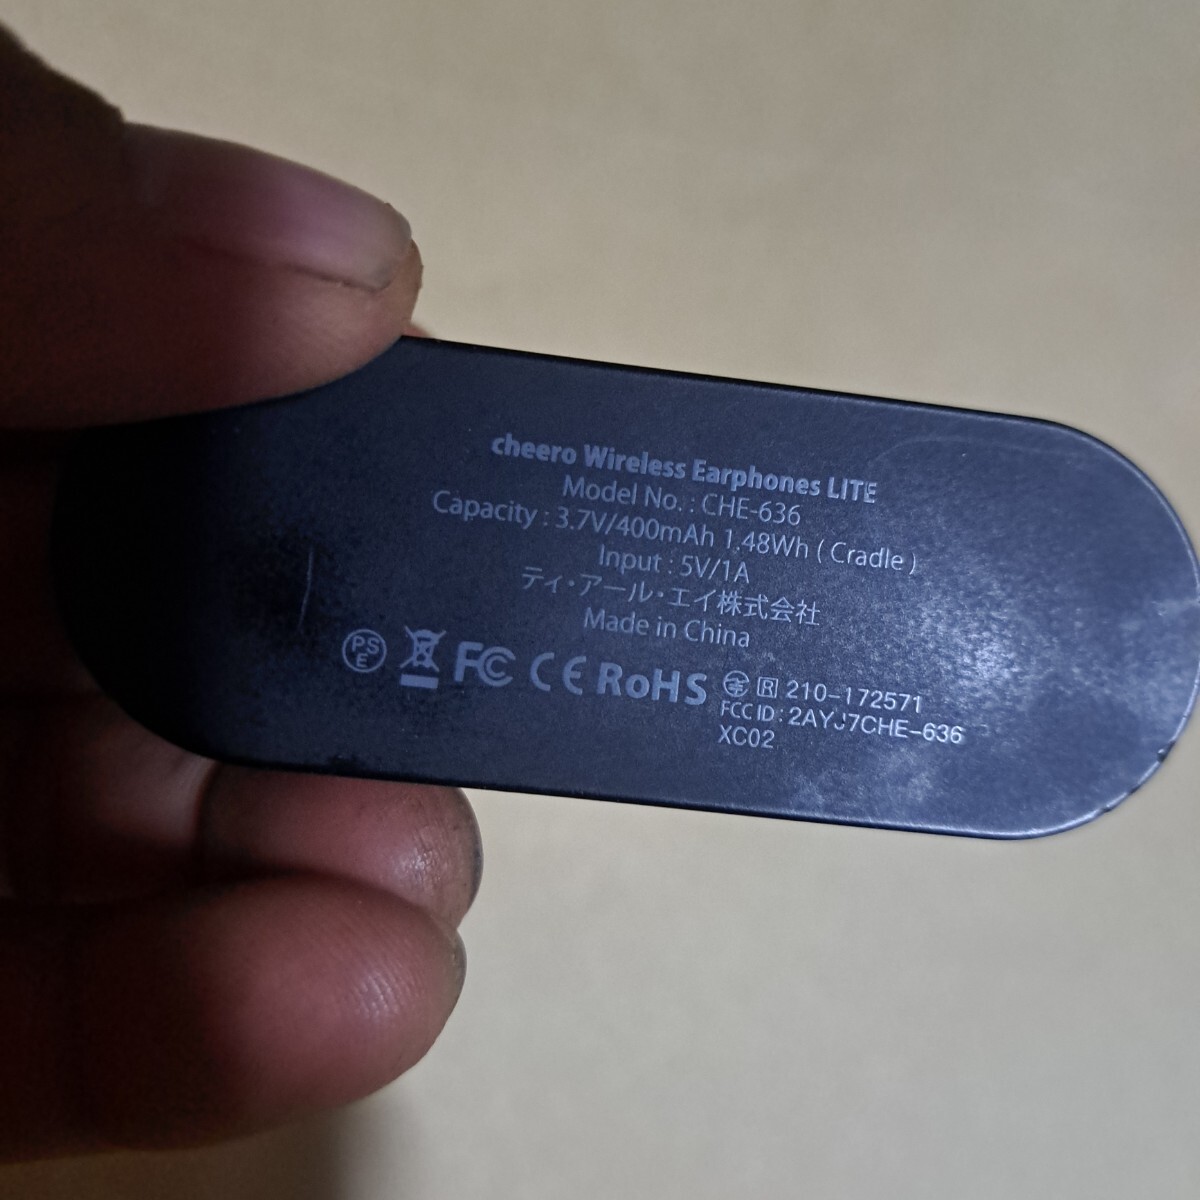 cheero Wireless Earphones LITE
Model No. : CHE-636
Capacity : 3.7V/400mAh 1.48Wh ( Cradle )
Input : 5V/1A
ティ・アール・エイ株式会社
Made in China
PSE FC CE RoHS R 210-172571
FCC ID : 2AYJ7CHE-636
XC02